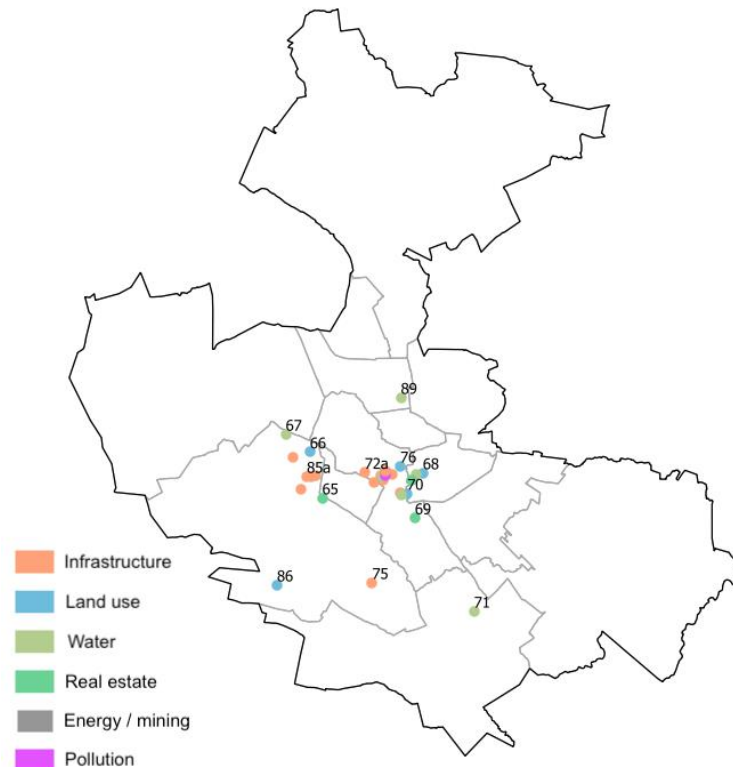 89
67
66
76
72a
68
85a
65
70
69
86
75
71
Infrastructure
Land use
Water
Real estate
Energy / mining
Pollution